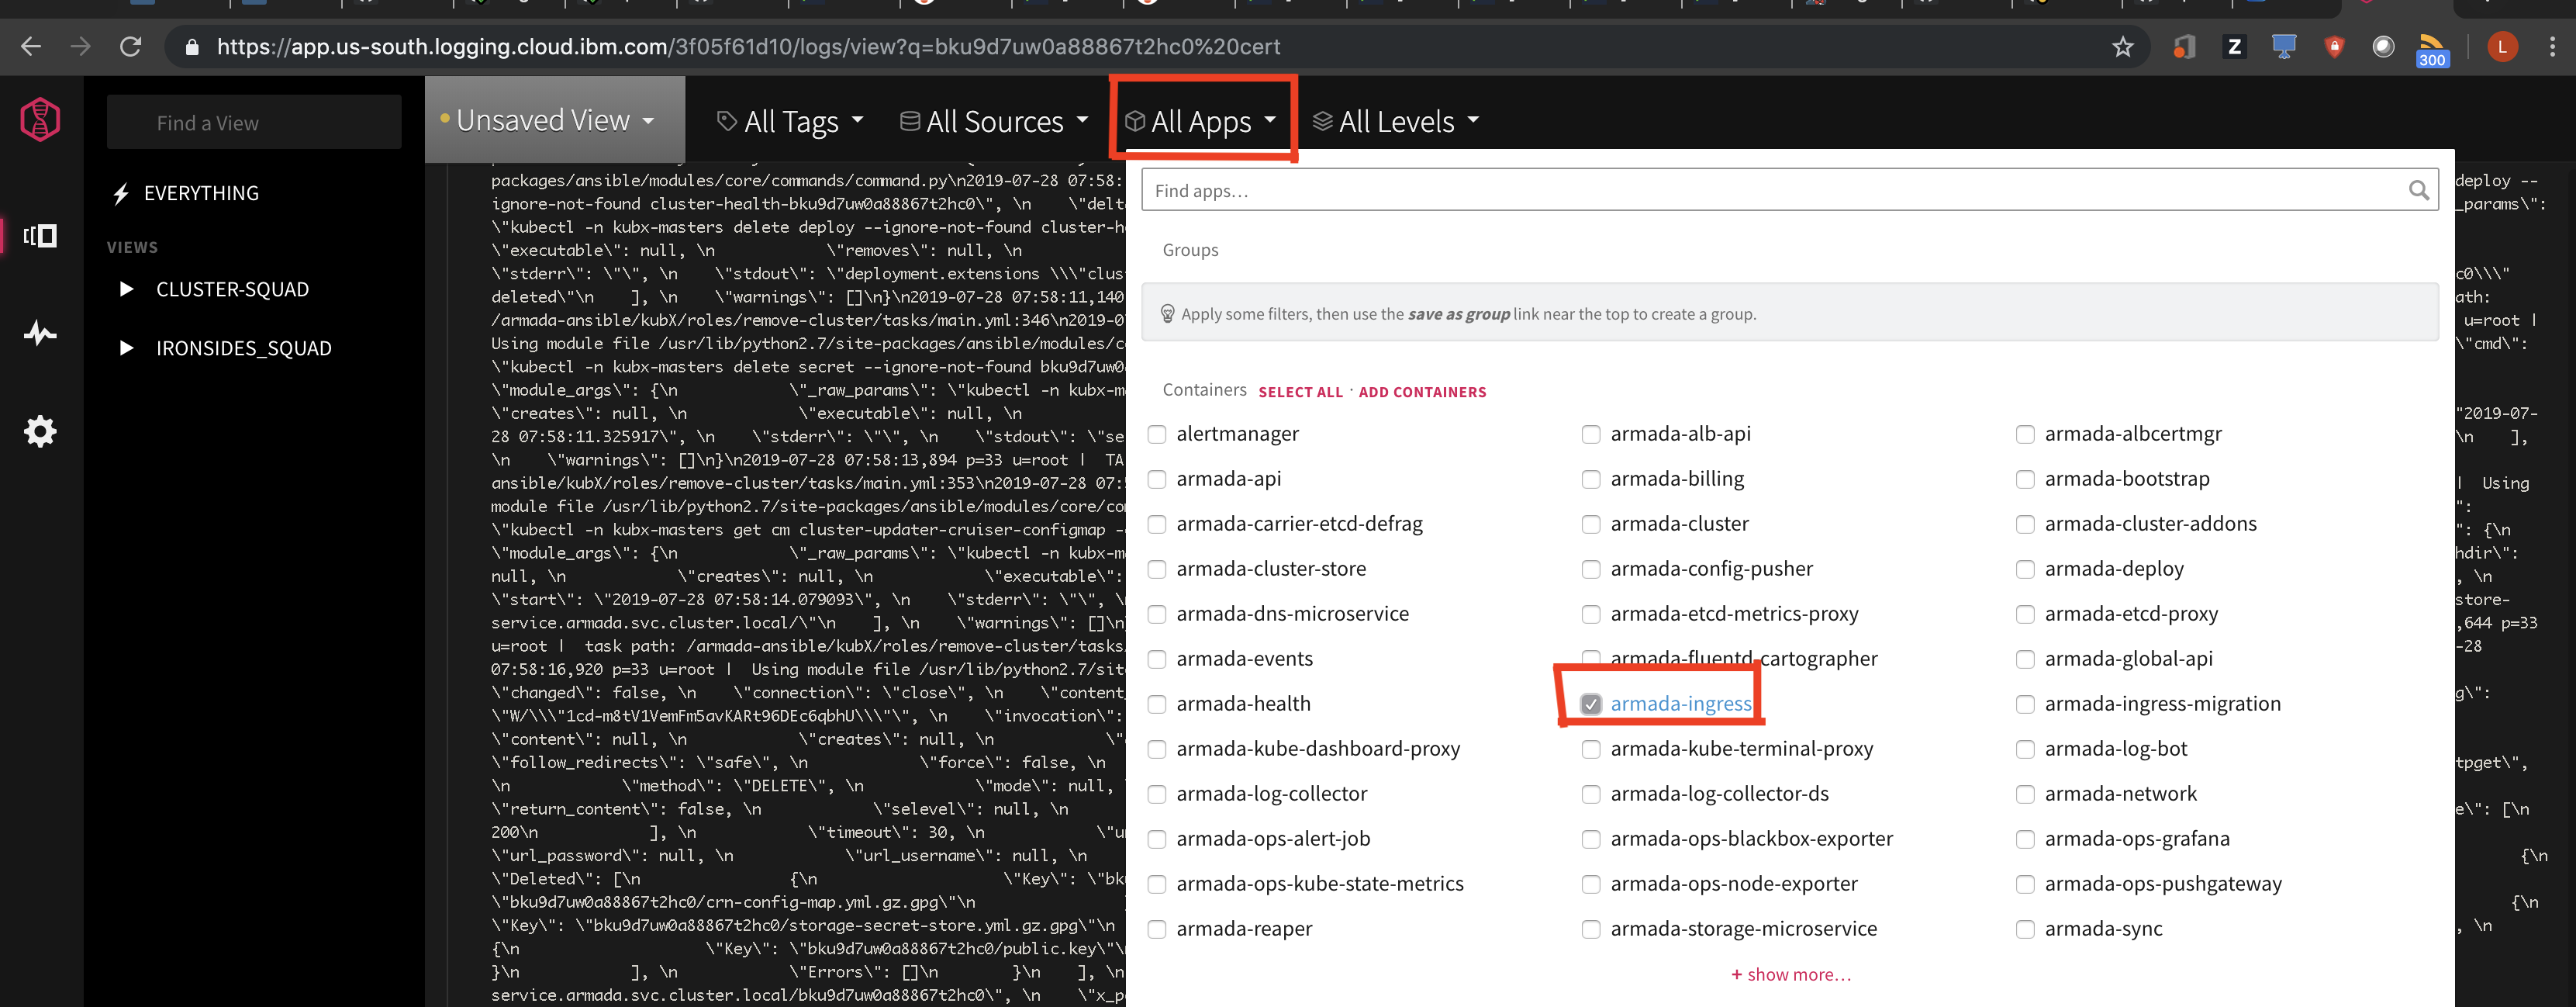 https://app.us-south.logging.cloud.ibm.com/3f05f61d10/logs/view?q=bku9d7uw0a88867t2hc0%20cert
Z
300
L
Find a View
Unsaved View
All Tags
All Sources
All Apps
All Levels
EVERYTHING
VIEWS
CLUSTER-SQUAD
IRONSIDES_SQUAD
packages/ansible/modules/core/commands/command.py\n2019-07-28 07:58:
ignore-not-found cluster-health-bku9d7uw0a88867t2hc0\", \n \"delt
\"kubectl -n kubx-masters delete deploy --ignore-not-found cluster-h
\"executable\": null, \n \"removes\": null, \n
\"stderr\": \"\", \n \"stdout\": \"deployment.extensions \\\"clus
deleted\"\n ], \n \"warnings\": []\n}\n2019-07-28 07:58:11,140
/armada-ansible/kubX/roles/remove-cluster/tasks/main.yml:346\n2019-0
Using module file /usr/lib/python2.7/site-packages/ansible/modules/c
\"kubectl -n kubx-masters delete secret --ignore-not-found bku9d7uw0
\"module_args\": {\n \"_raw_params\": \"kubectl -n kubx-m
\"creates\": null, \n \"executable\": null, \n
28 07:58:11.325917\", \n \"stderr\": \"\", \n \"stdout\": \"se
\n \"warnings\": []\n}\n2019-07-28 07:58:13,894 p=33 u=root | TA
ansible/kubX/roles/remove-cluster/tasks/main.yml:353\n2019-07-28 07:
module file /usr/lib/python2.7/site-packages/ansible/modules/core/co
\"kubectl -n kubx-masters get cm cluster-updater-cruiser-configmap -
\"module_args\": {\n \"_raw_params\": \"kubectl -n kubx-m
null, \n \"creates\": null, \n \"executable\":
\"start\": \"2019-07-28 07:58:14.079093\", \n \"stderr\": \"\", \
service.armada.svc.cluster.local/\"\n ], \n \"warnings\": []\n
u=root | task path: /armada-ansible/kubX/roles/remove-cluster/tasks/
07:58:16,920 p=33 u=root | Using module file /usr/lib/python2.7/sit
\"changed\": false, \n \"connection\": \"close\", \n \"content
\"W/\\\"1cd-m8tV1VemFm5avKARt96DEc6qbhU\\\"\", \n \"invocation\":
\"content\": null, \n \"creates\": null, \n \"
\"follow_redirects\": \"safe\", \n \"force\": false, \n
\n \"method\": \"DELETE\", \n \"mode\": null,
\"return_content\": false, \n \"selevel\": null, \n
200\n ], \n \"timeout\": 30, \n \"u
\"url_password\": null, \n \"url_username\": null, \n
\"Deleted\": [\n {\n \"Key\": \"bk
\"bku9d7uw0a88867t2hc0/crn-config-map.yml.gz.gpg\"\n
\"Key\": \"bku9d7uw0a88867t2hc0/storage-secret-store.yml.gz.gpg\"\n
{\n \"Key\": \"bku9d7uw0a88867t2hc0/public.key\"\
}\n ], \n \"Errors\": []\n }\n ], \n
service.armada.svc.cluster.local/bku9d7uw0a88867t2hc0\", \n \"x_p
Find apps...
Groups
Apply some filters, then use the save as group link near the top to create a group.
Containers SELECT ALL · ADD CONTAINERS
alertmanager armada-alb-api armada-albcertmgr
armada-api armada-billing armada-bootstrap
armada-carrier-etcd-defrag armada-cluster armada-cluster-addons
armada-cluster-store armada-config-pusher armada-deploy
armada-dns-microservice armada-etcd-metrics-proxy armada-etcd-proxy
armada-events armada-fluentd-cartographer armada-global-api
armada-health armada-ingress armada-ingress-migration
armada-kube-dashboard-proxy armada-kube-terminal-proxy armada-log-bot
armada-log-collector armada-log-collector-ds armada-network
armada-ops-alert-job armada-ops-blackbox-exporter armada-ops-grafana
armada-ops-kube-state-metrics armada-ops-node-exporter armada-ops-pushgateway
armada-reaper armada-storage-microservice armada-sync
+ show more...
deploy --
_params\":
c0\\\"
ath:
u=root |
\"cmd\":
"2019-07-
\n ],
| Using
\":
\": {\n
hdir\":
, \n
store-
,644 p=33
-28
g\":
tpget\",
e\": [\n
{\n
{\n
, \n